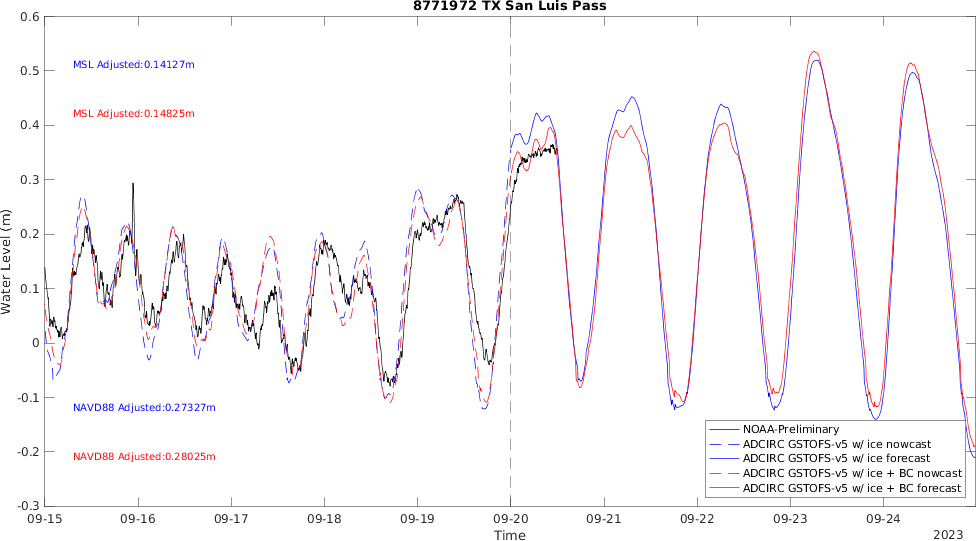 8771972 TX San Luis Pass
0.6
0.5
0.4
0.3
0.2
0.1
0
-0.1
-0.2
-0.3
Water Level (m)
MSL Adjusted:0.14127m
MSL Adjusted:0.14825m
NAVD88 Adjusted:0.27327m
NAVD88 Adjusted:0.28025m
NOAA-Preliminary
ADCIRC GSTOFS-v5 w/ ice nowcast
ADCIRC GSTOFS-v5 w/ ice forecast
ADCIRC GSTOFS-v5 w/ ice + BC nowcast
ADCIRC GSTOFS-v5 w/ ice + BC forecast
09-15 09-16 09-17 09-18 09-19 09-20 09-21 09-22 09-23 09-24
Time
2023